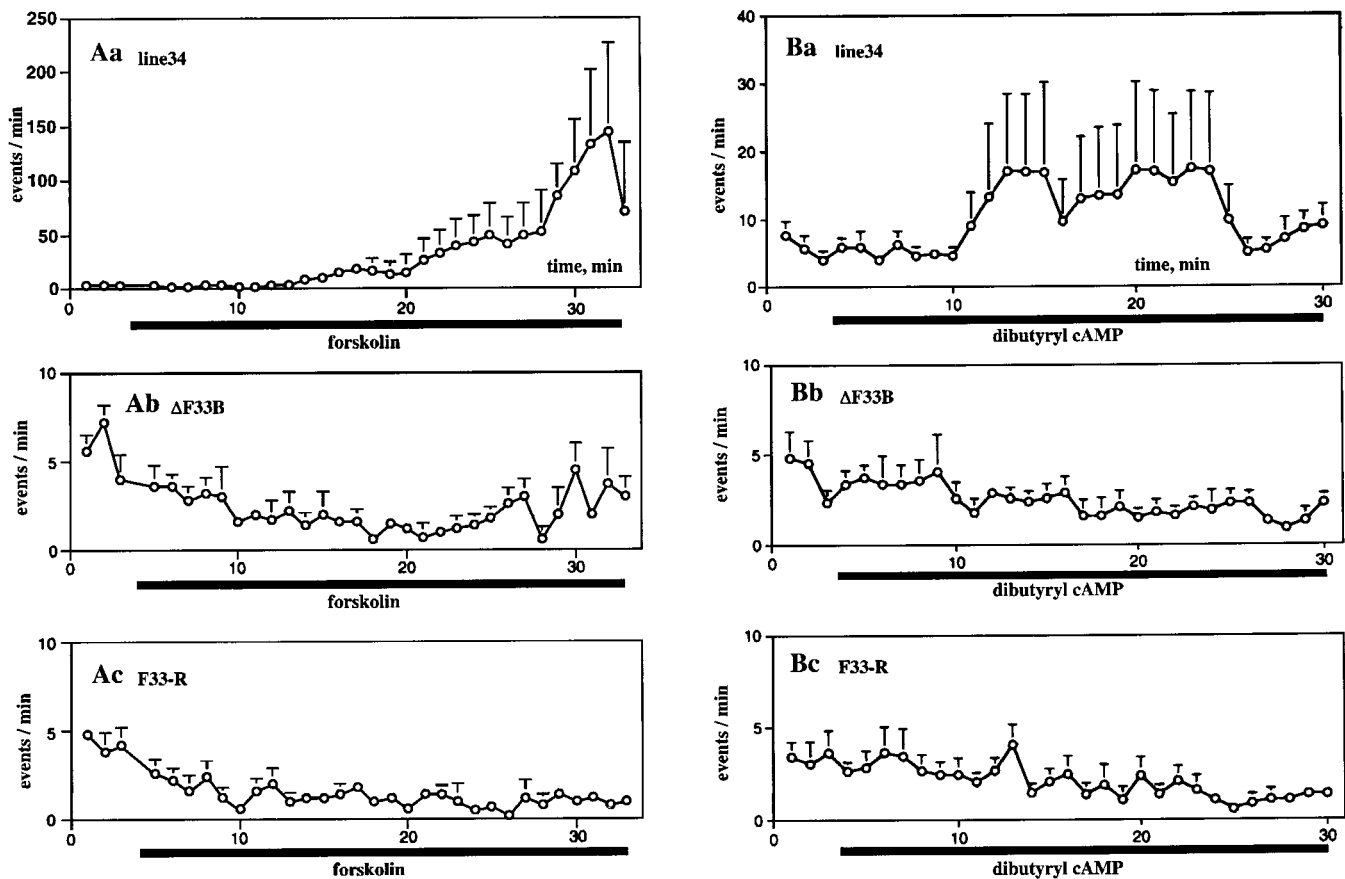 Aa line34
events / min
250
200
150
100
50
0
0 10 20 30
time, min
forskolin
Ba line34
events / min
40
30
20
10
0
0 10 20 30
time, min
dibutyryl cAMP
Ab ΔF33B
events / min
10
5
0
0 10 20 30
forskolin
Bb ΔF33B
events / min
10
5
0
0 10 20 30
dibutyryl cAMP
Ac F33-R
events / min
10
5
0
0 10 20 30
forskolin
Bc F33-R
events / min
10
5
0
0 10 20 30
dibutyryl cAMP